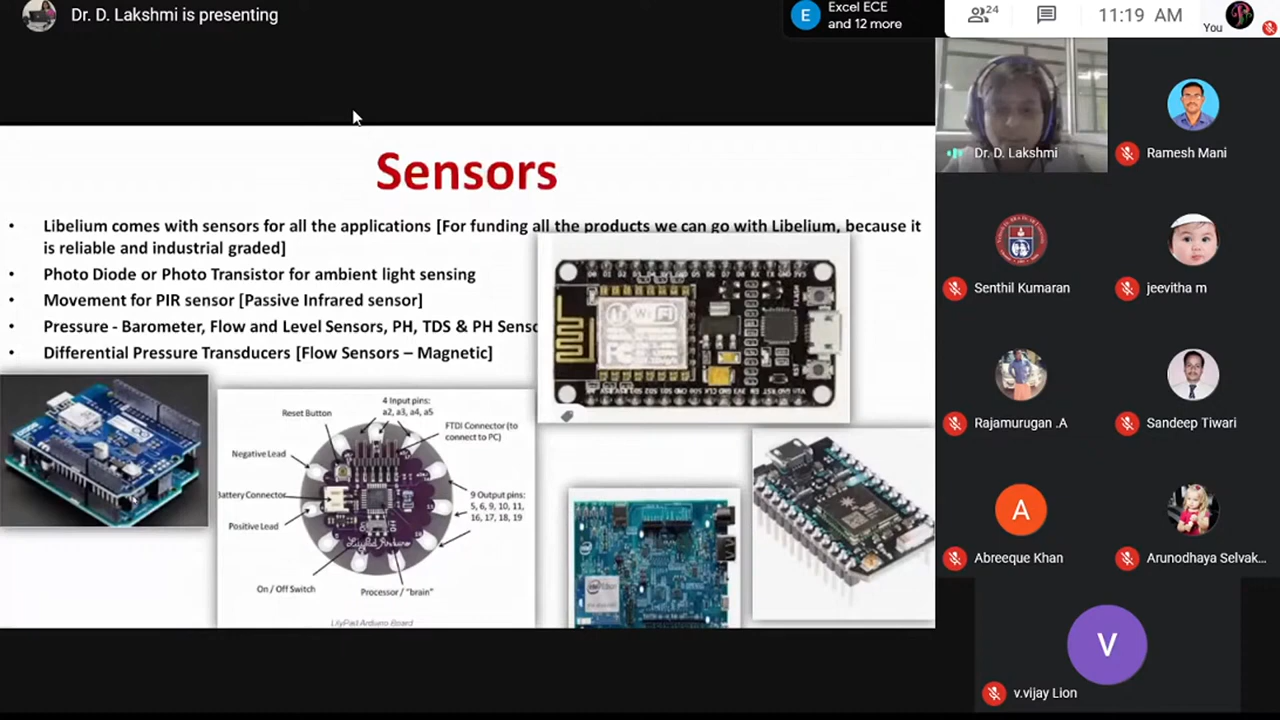 Dr. D. Lakshmi is presenting
E
Excel ECE
and 12 more
24
11:19 AM
You
Sensors
• Libelium comes with sensors for all the applications [For funding all the products we can go with Libelium, because it
is reliable and industrial graded]
• Photo Diode or Photo Transistor for ambient light sensing
• Movement for PIR sensor [Passive Infrared sensor]
• Pressure - Barometer, Flow and Level Sensors, PH, TDS & PH Senso
• Differential Pressure Transducers [Flow Sensors – Magnetic]
WiFi
FC
4 Input pins:
a2, a3, a4, a5
Reset Button
FTDI Connector (to
connect to PC)
Negative Lead
Battery Connector
9 Output pins:
5, 6, 9, 10, 11,
16, 17, 18, 19
Positive Lead
LilyPad Arduino
On / Off Switch
Processor / "brain"
LilyPad Arduino Board
Dr. D. Lakshmi
Ramesh Mani
Senthil Kumaran
jeevitha m
Rajamurugan .A
Sandeep Tiwari
A
Abreeque Khan
Arunodhaya Selvak...
V
v.vijay Lion